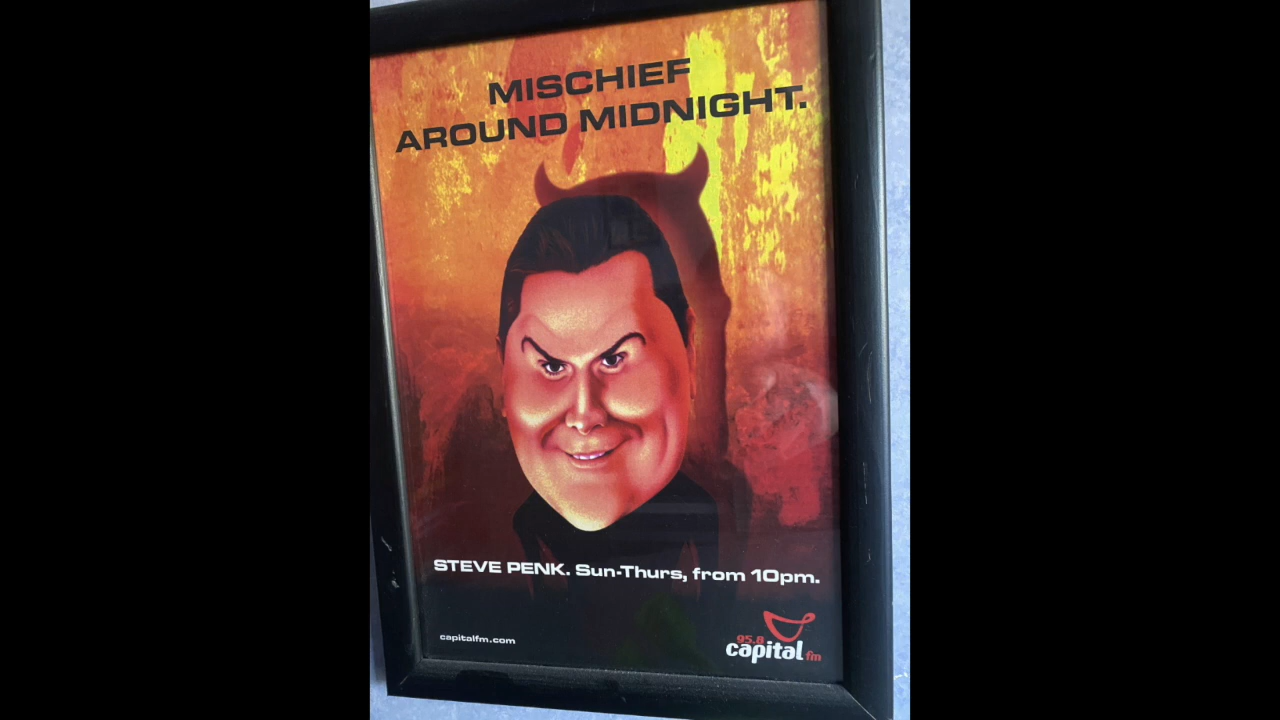 MISCHIEF
AROUND MIDNIGHT.
STEVE PENK. Sun-Thurs, from 10pm.
capitalfm.com
95.8
capital fm